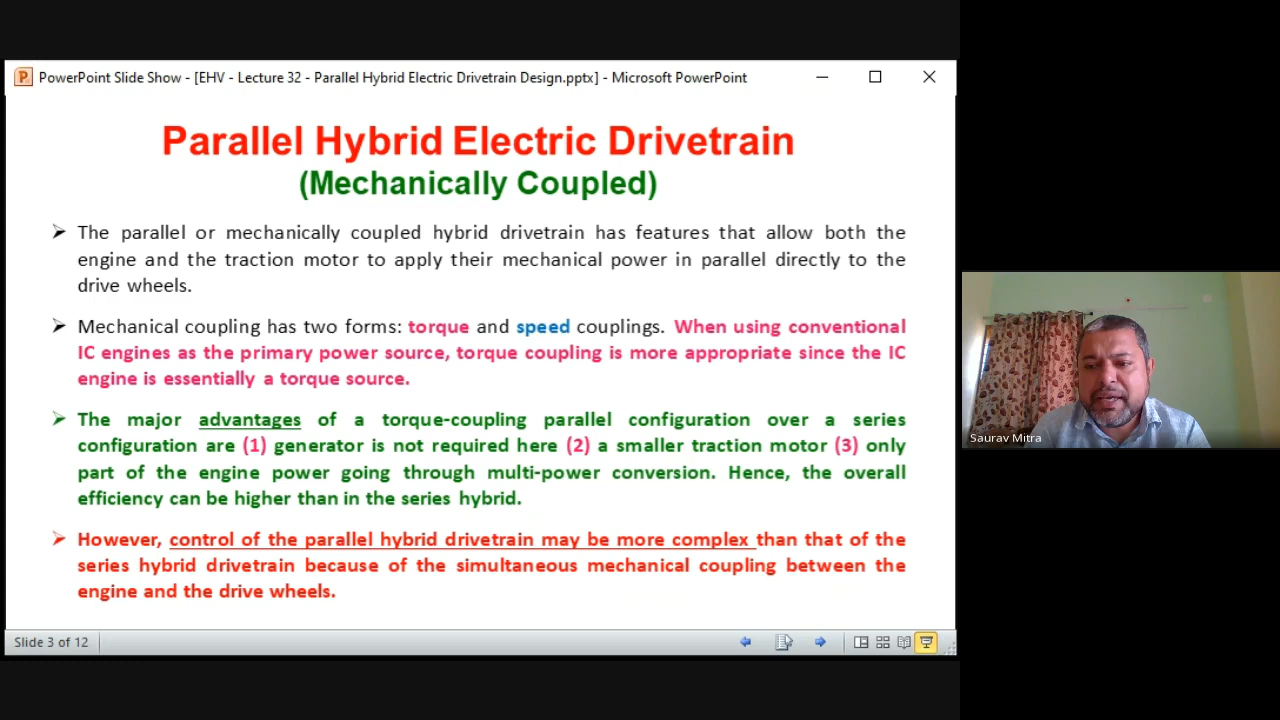 PowerPoint Slide Show - [EHV - Lecture 32 - Parallel Hybrid Electric Drivetrain Design.pptx] - Microsoft PowerPoint
Parallel Hybrid Electric Drivetrain
(Mechanically Coupled)
The parallel or mechanically coupled hybrid drivetrain has features that allow both the
engine and the traction motor to apply their mechanical power in parallel directly to the
drive wheels.
Mechanical coupling has two forms: torque and speed couplings. When using conventional
IC engines as the primary power source, torque coupling is more appropriate since the IC
engine is essentially a torque source.
The major advantages of a torque-coupling parallel configuration over a series
configuration are (1) generator is not required here (2) a smaller traction motor (3) only
part of the engine power going through multi-power conversion. Hence, the overall
efficiency can be higher than in the series hybrid.
However, control of the parallel hybrid drivetrain may be more complex than that of the
series hybrid drivetrain because of the simultaneous mechanical coupling between the
engine and the drive wheels.
Slide 3 of 12
Saurav Mitra